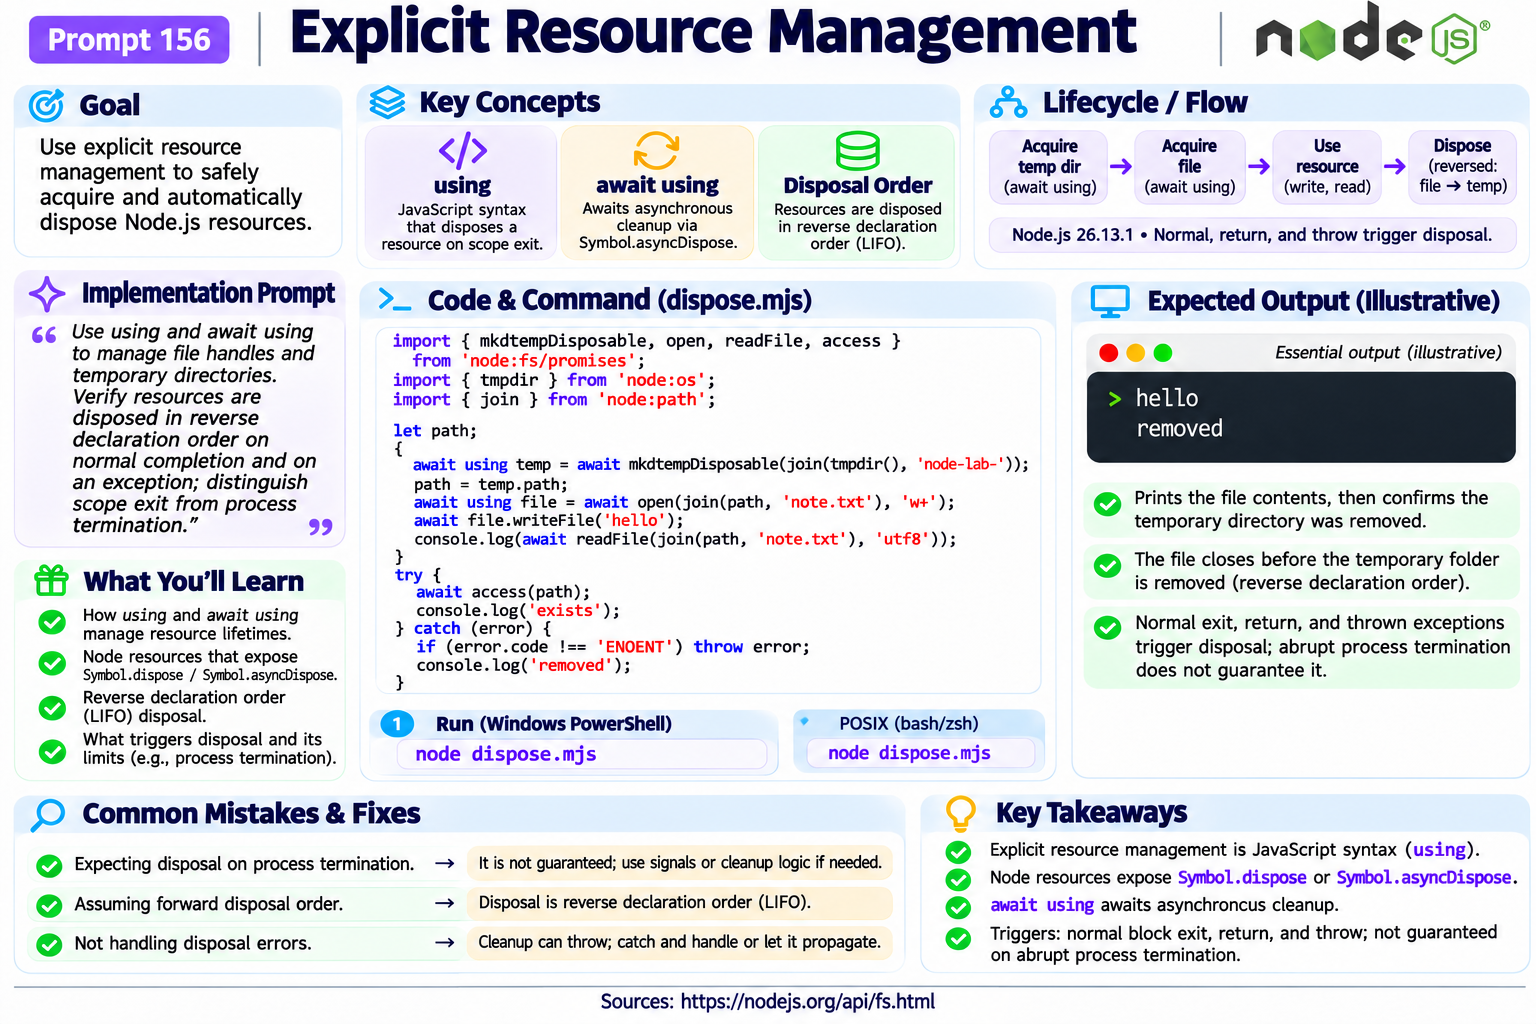 Prompt 156
Explicit Resource Management
node JS ®
Goal
Use explicit resource
management to safely
acquire and automatically
dispose Node.js resources.
Key Concepts
</>
using
JavaScript syntax
that disposes a
resource on scope exit.
await using
Awaits asynchronous
cleanup via
Symbol.asyncDispose.
Disposal Order
Resources are disposed
in reverse declaration
order (LIFO).
Lifecycle / Flow
Acquire
temp dir
(await using)
→
Acquire
file
(await using)
→
Use
resource
(write, read)
→
Dispose
(reversed:
file → temp)
Node.js 26.13.1 • Normal, return, and throw trigger disposal.
Implementation Prompt
“ Use using and await using
to manage file handles and
temporary directories.
Verify resources are
disposed in reverse
declaration order on
normal completion and on
an exception; distinguish
scope exit from process
termination.” ”
What You’ll Learn
How using and await using
manage resource lifetimes.
Node resources that expose
Symbol.dispose / Symbol.asyncDispose.
Reverse declaration order
(LIFO) disposal.
What triggers disposal and its
limits (e.g., process termination).
>_ Code & Command (dispose.mjs)
import { mkdtempDisposable, open, readFile, access }
from 'node:fs/promises';
import { tmpdir } from 'node:os';
import { join } from 'node:path';
let path;
{
await using temp = await mkdtempDisposable(join(tmpdir(), 'node-lab-'));
path = temp.path;
await using file = await open(join(path, 'note.txt'), 'w+');
await file.writeFile('hello');
console.log(await readFile(join(path, 'note.txt'), 'utf8'));
}
try {
await access(path);
console.log('exists');
} catch (error) {
if (error.code !== 'ENOENT') throw error;
console.log('removed');
}
1 Run (Windows PowerShell)
node dispose.mjs
POSIX (bash/zsh)
node dispose.mjs
Expected Output (Illustrative)
Essential output (illustrative)
> hello
removed
Prints the file contents, then confirms the
temporary directory was removed.
The file closes before the temporary folder
is removed (reverse declaration order).
Normal exit, return, and thrown exceptions
trigger disposal; abrupt process termination
does not guarantee it.
Common Mistakes & Fixes
Expecting disposal on process termination. → It is not guaranteed; use signals or cleanup logic if needed.
Assuming forward disposal order. → Disposal is reverse declaration order (LIFO).
Not handling disposal errors. → Cleanup can throw; catch and handle or let it propagate.
Key Takeaways
Explicit resource management is JavaScript syntax (using).
Node resources expose Symbol.dispose or Symbol.asyncDispose.
await using awaits asynchroncus cleanup.
Triggers: normal block exit, return, and throw; not guaranteed
on abrupt process termination.
Sources: https://nodejs.org/api/fs.html